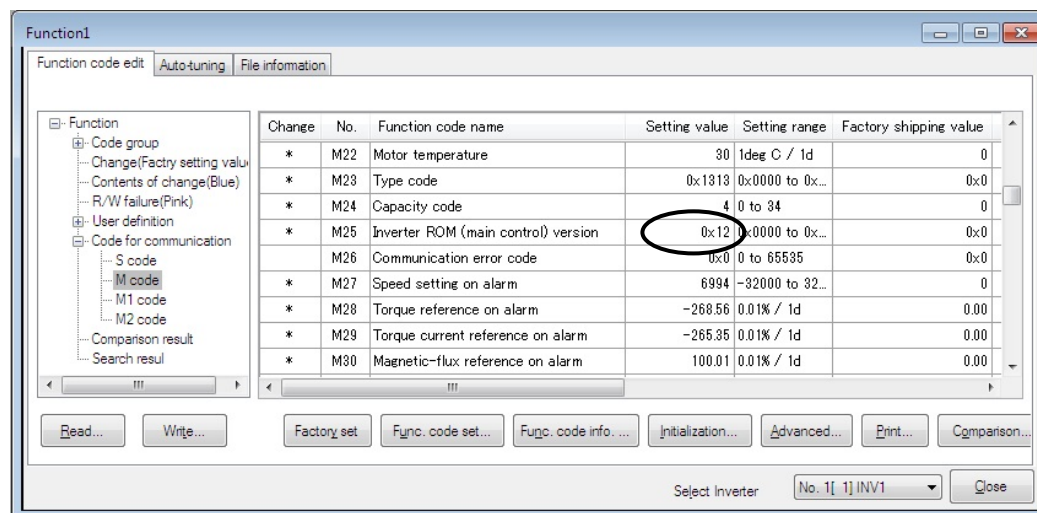 Function1
Function code edit Auto-tuning File information
Function
Code group
Change(Factry setting valu
Contents of change(Blue)
R/W failure(Pink)
User definition
Code for communication
S code
M code
M1 code
M2 code
Comparison result
Search resul
Change No. Function code name Setting value Setting range Factory shipping value
* M22 Motor temperature 30 1deg C / 1d 0
* M23 Type code 0x1313 0x0000 to 0x... 0x0
* M24 Capacity code 4 0 to 34 0
* M25 Inverter ROM (main control) version 0x12 0x0000 to 0x... 0x0
M26 Communication error code 0x0 0 to 65535 0x0
* M27 Speed setting on alarm 6994 -32000 to 32... 0
* M28 Torque reference on alarm -268.56 0.01% / 1d 0.00
* M29 Torque current reference on alarm -265.35 0.01% / 1d 0.00
* M30 Magnetic-flux reference on alarm 100.01 0.01% / 1d 0.00
Read... Write... Factory set Func. code set... Func. code info. ... Initialization... Advanced... Print... Comparison...
Select Inverter No. 1[ 1] INV1 Close